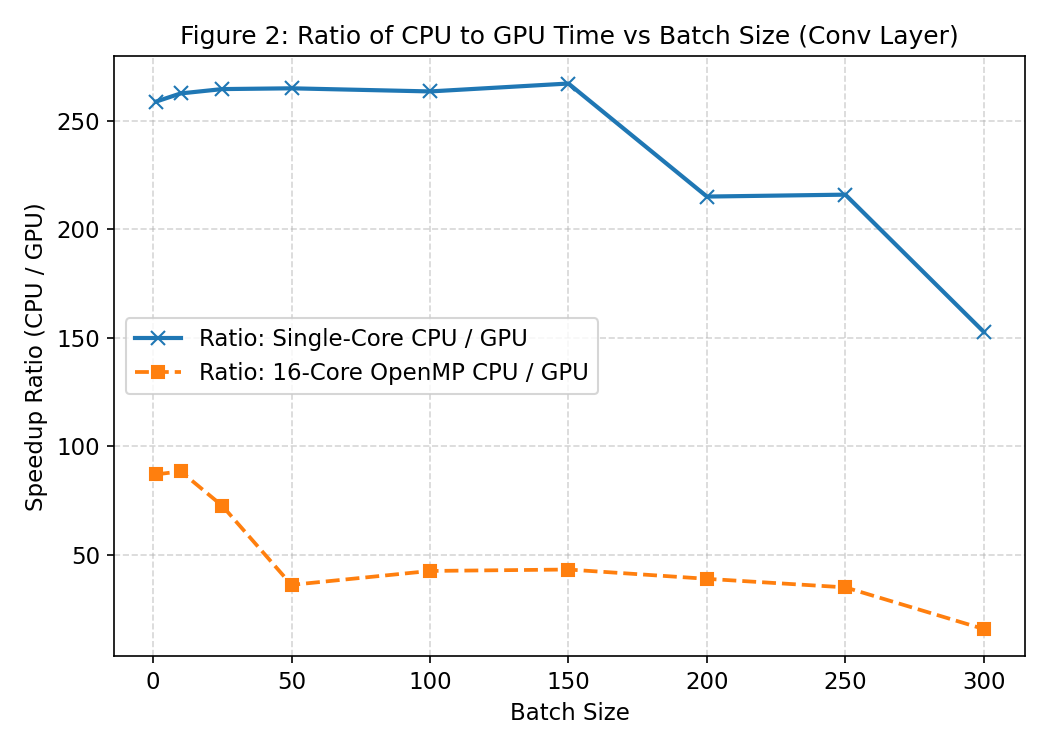 Figure 2: Ratio of CPU to GPU Time vs Batch Size (Conv Layer)
Speedup Ratio (CPU / GPU)
250
200
150
100
50
Ratio: Single-Core CPU / GPU
Ratio: 16-Core OpenMP CPU / GPU
0 50 100 150 200 250 300
Batch Size